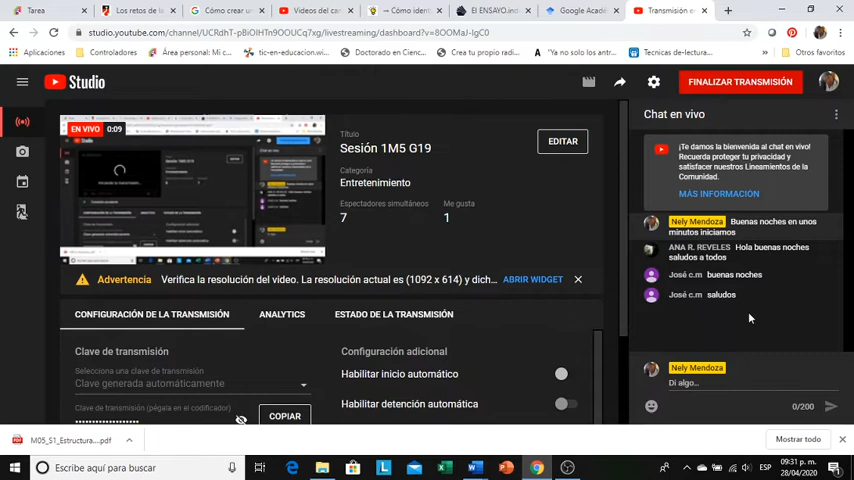 Tarea
Los retos de le
Cómo crear un
Videos del can
→ Cómo identi
El ENSAYO.ind
Google Acadé
Transmisión e
studio.youtube.com/channel/UCRdhT-pBiOIHTn9OOUCq7xg/livestreaming/dashboard?v=8OOMaJ-lgC0
Aplicaciones
Controladores
Área personal: Mi c...
tic-en-educacion.wi...
Doctorado en Cienc...
Crea tu propio radi...
"Ya no solo los ant...
Tecnicas de-lectura...
Otros favoritos
Studio
FINALIZAR TRANSMISIÓN
EN VIVO 0:09
Título
Sesión 1M5 G19
EDITAR
Categoría
Entretenimiento
Espectadores simultáneos
Me gusta
7
1
Advertencia Verifica la resolución del video. La resolución actual es (1092 x 614) y dich... ABRIR WIDGET
CONFIGURACIÓN DE LA TRANSMISIÓN
ANALYTICS
ESTADO DE LA TRANSMISIÓN
Clave de transmisión
Selecciona una clave de transmisión
Clave generada automáticamente
Clave de transmisión (pégala en el codificador)
COPIAR
Configuración adicional
Habilitar inicio automático
Habilitar detención automática
Chat en vivo
¡Te damos la bienvenida al chat en vivo!
Recuerda proteger tu privacidad y
satisfacer nuestros Lineamientos de la
Comunidad.
MÁS INFORMACIÓN
Nely Mendoza Buenas noches en unos
minutos iniciamos
ANA R. REVELES Hola buenas noches
saludos a todos
José c.m buenas noches
José c.m saludos
Nely Mendoza
Di algo...
0/200
M05_S1_Estructura....pdf
Mostrar todo
Escribe aquí para buscar
ESP
09:31 p. m.
28/04/2020